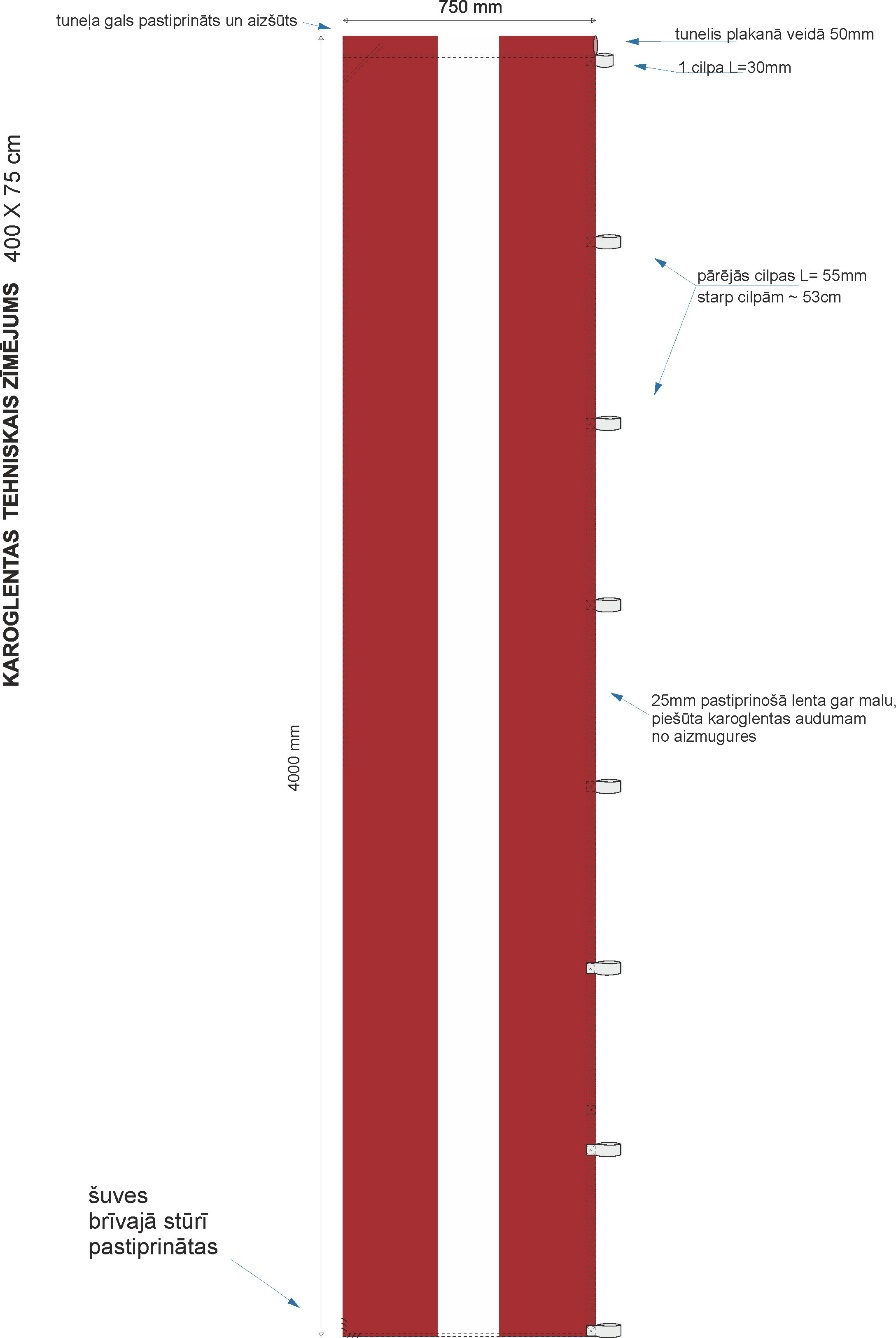 750 mm
tuneļa gals pastiprināts un aizšūts
tunelis plakanā veidā 50mm
1 cilpa L=30mm
KAROGLENTAS TEHNISKAIS ZĪMĒJUMS 400 X 75 cm
pārējās cilpas L= 55mm
starp cilpām ~ 53cm
25mm pastiprinošā lenta gar malu,
piešūta karoglentas audumam
no aizmugures
4000 mm
šuves
brīvajā stūrī
pastiprinātas